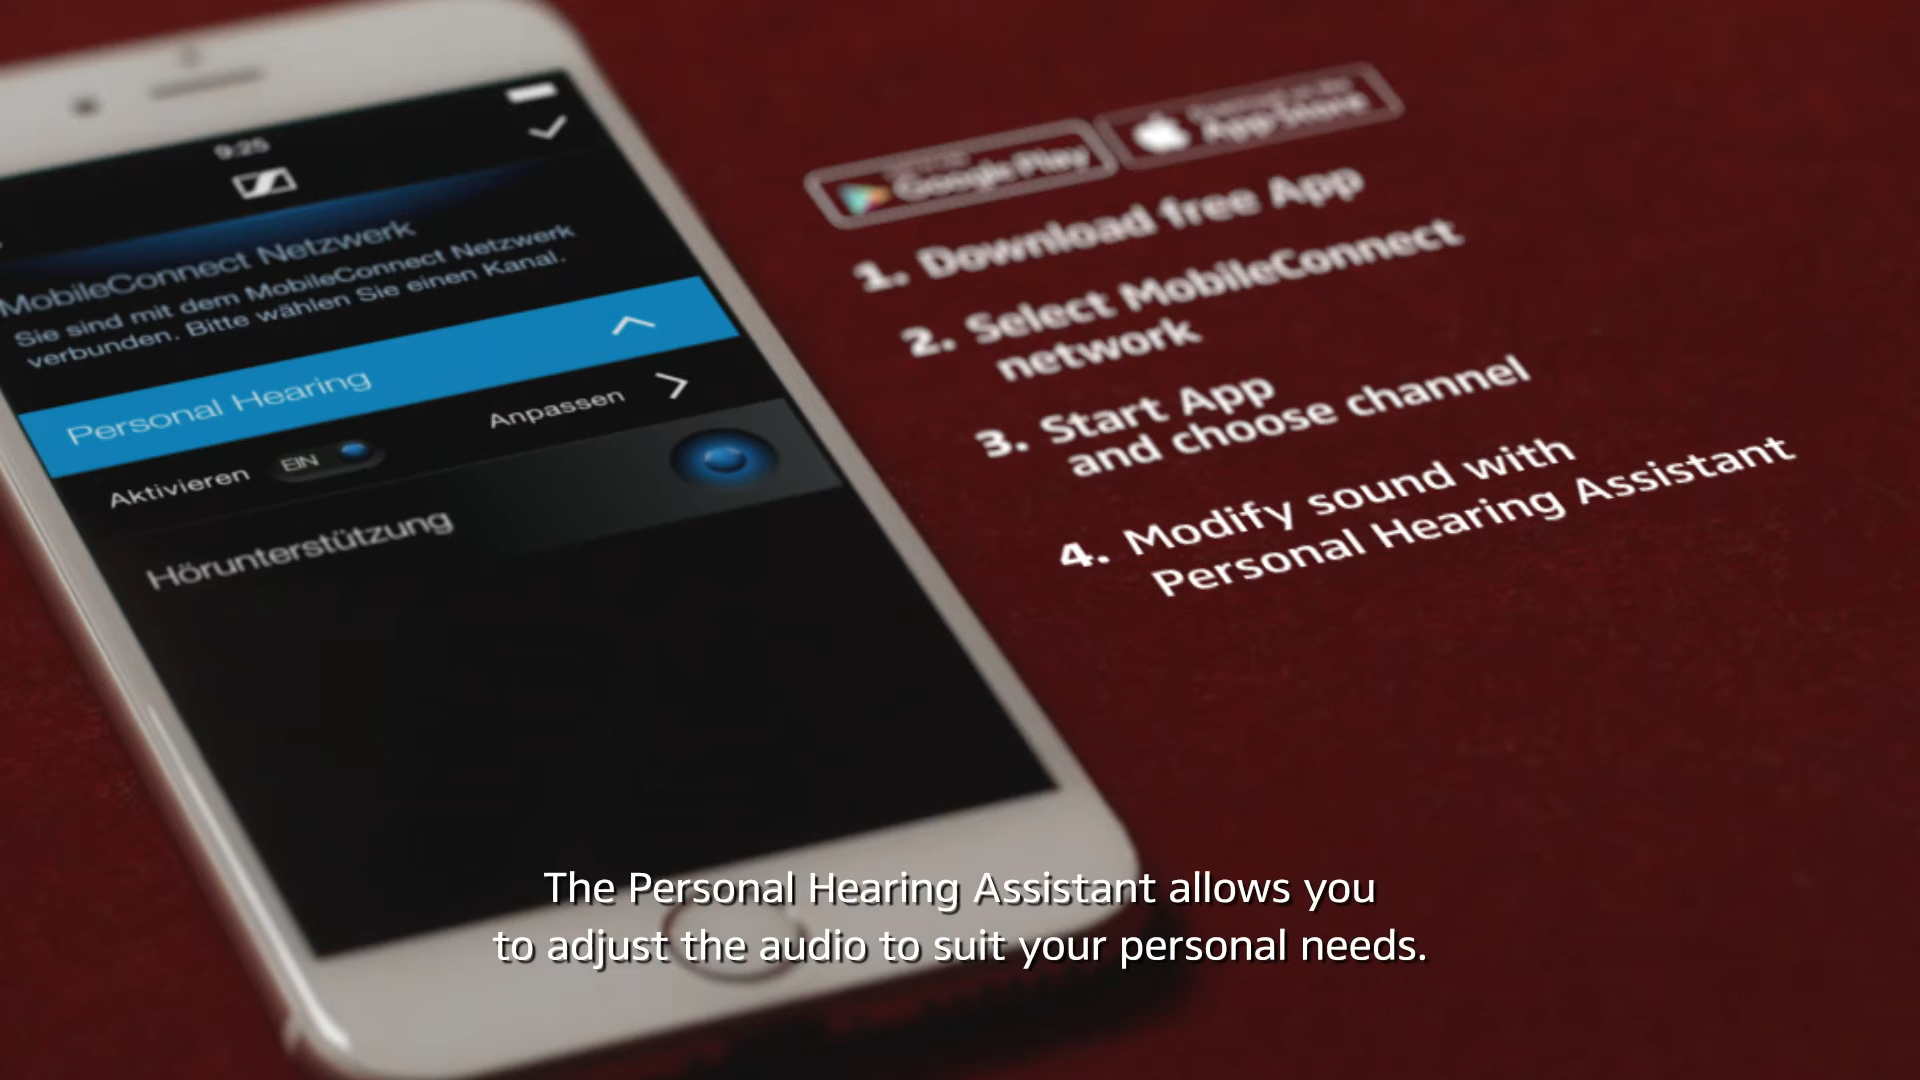 9:25
MobileConnect Netzwerk
Sie sind mit dem MobileConnect Netzwerk
verbunden. Bitte wählen Sie einen Kanal.
Personal Hearing
Aktivieren
EIN
Anpassen
Hörunterstützung
Google Play
App Store
1. Download free App
2. Select MobileConnect
network
3. Start App
and choose channel
4. Modify sound with
Personal Hearing Assistant
The Personal Hearing Assistant allows you
to adjust the audio to suit your personal needs.